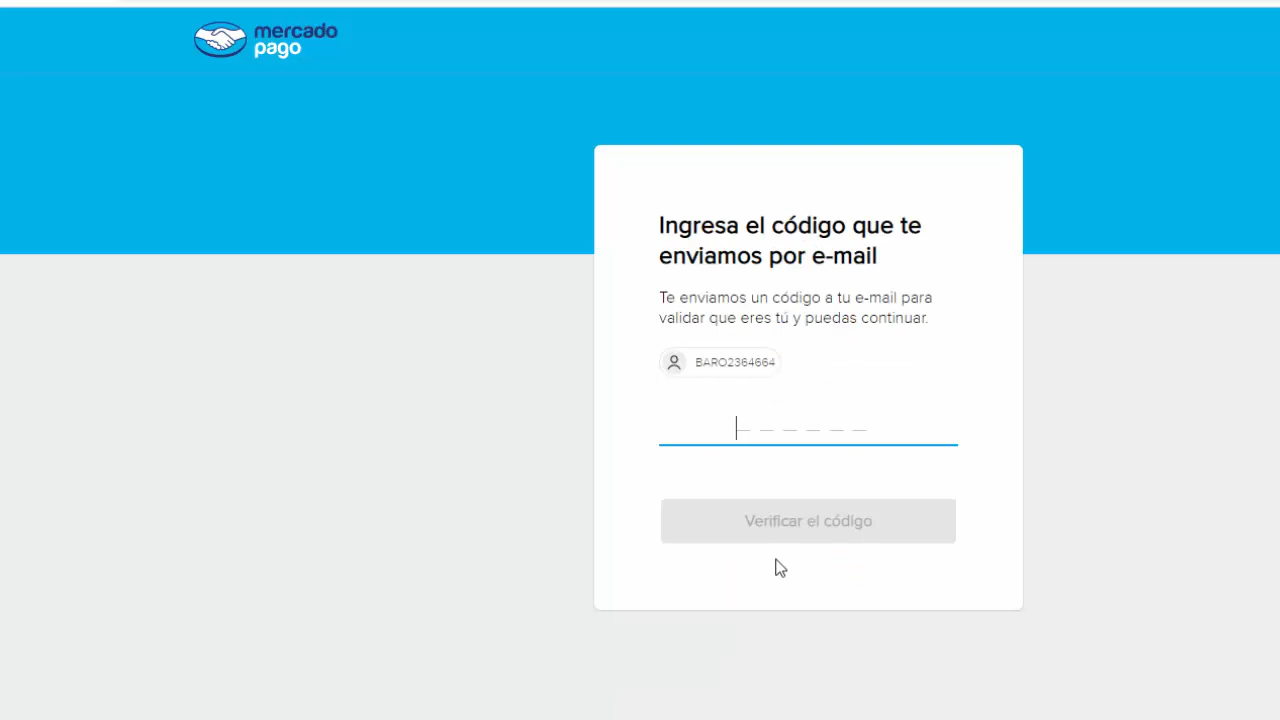 mercado
pago
Ingresa el código que te
enviamos por e-mail
Te enviamos un código a tu e-mail para
validar que eres tú y puedas continuar.
BARO2364664
Verificar el código